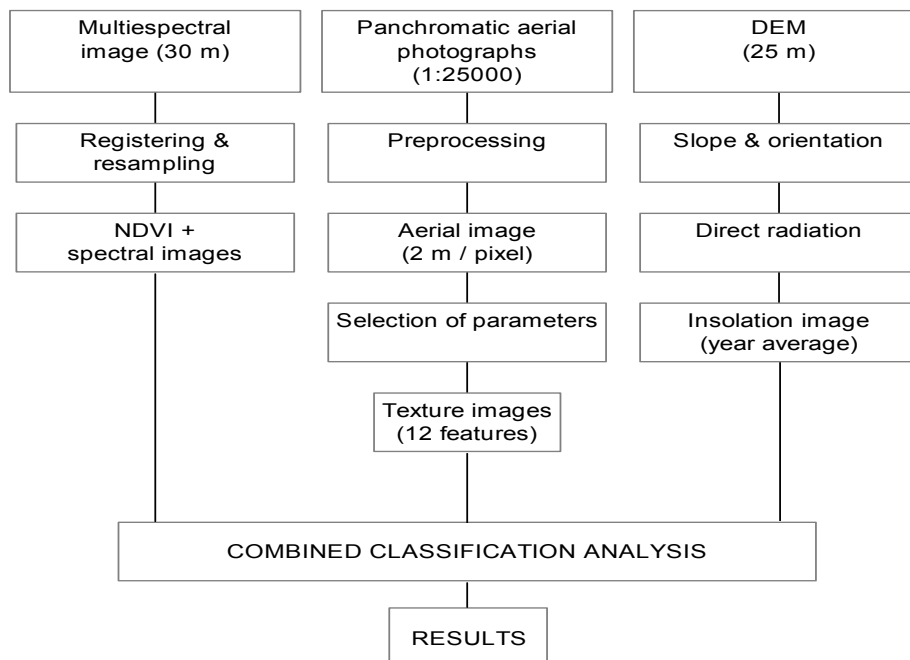 Multiespectral
image (30 m)
Panchromatic aerial
photographs
(1:25000)
DEM
(25 m)
Registering &
resampling
Preprocessing
Slope & orientation
NDVI +
spectral images
Aerial image
(2 m / pixel)
Direct radiation
Selection of parameters
Insolation image
(year average)
Texture images
(12 features)
COMBINED CLASSIFICATION ANALYSIS
RESULTS